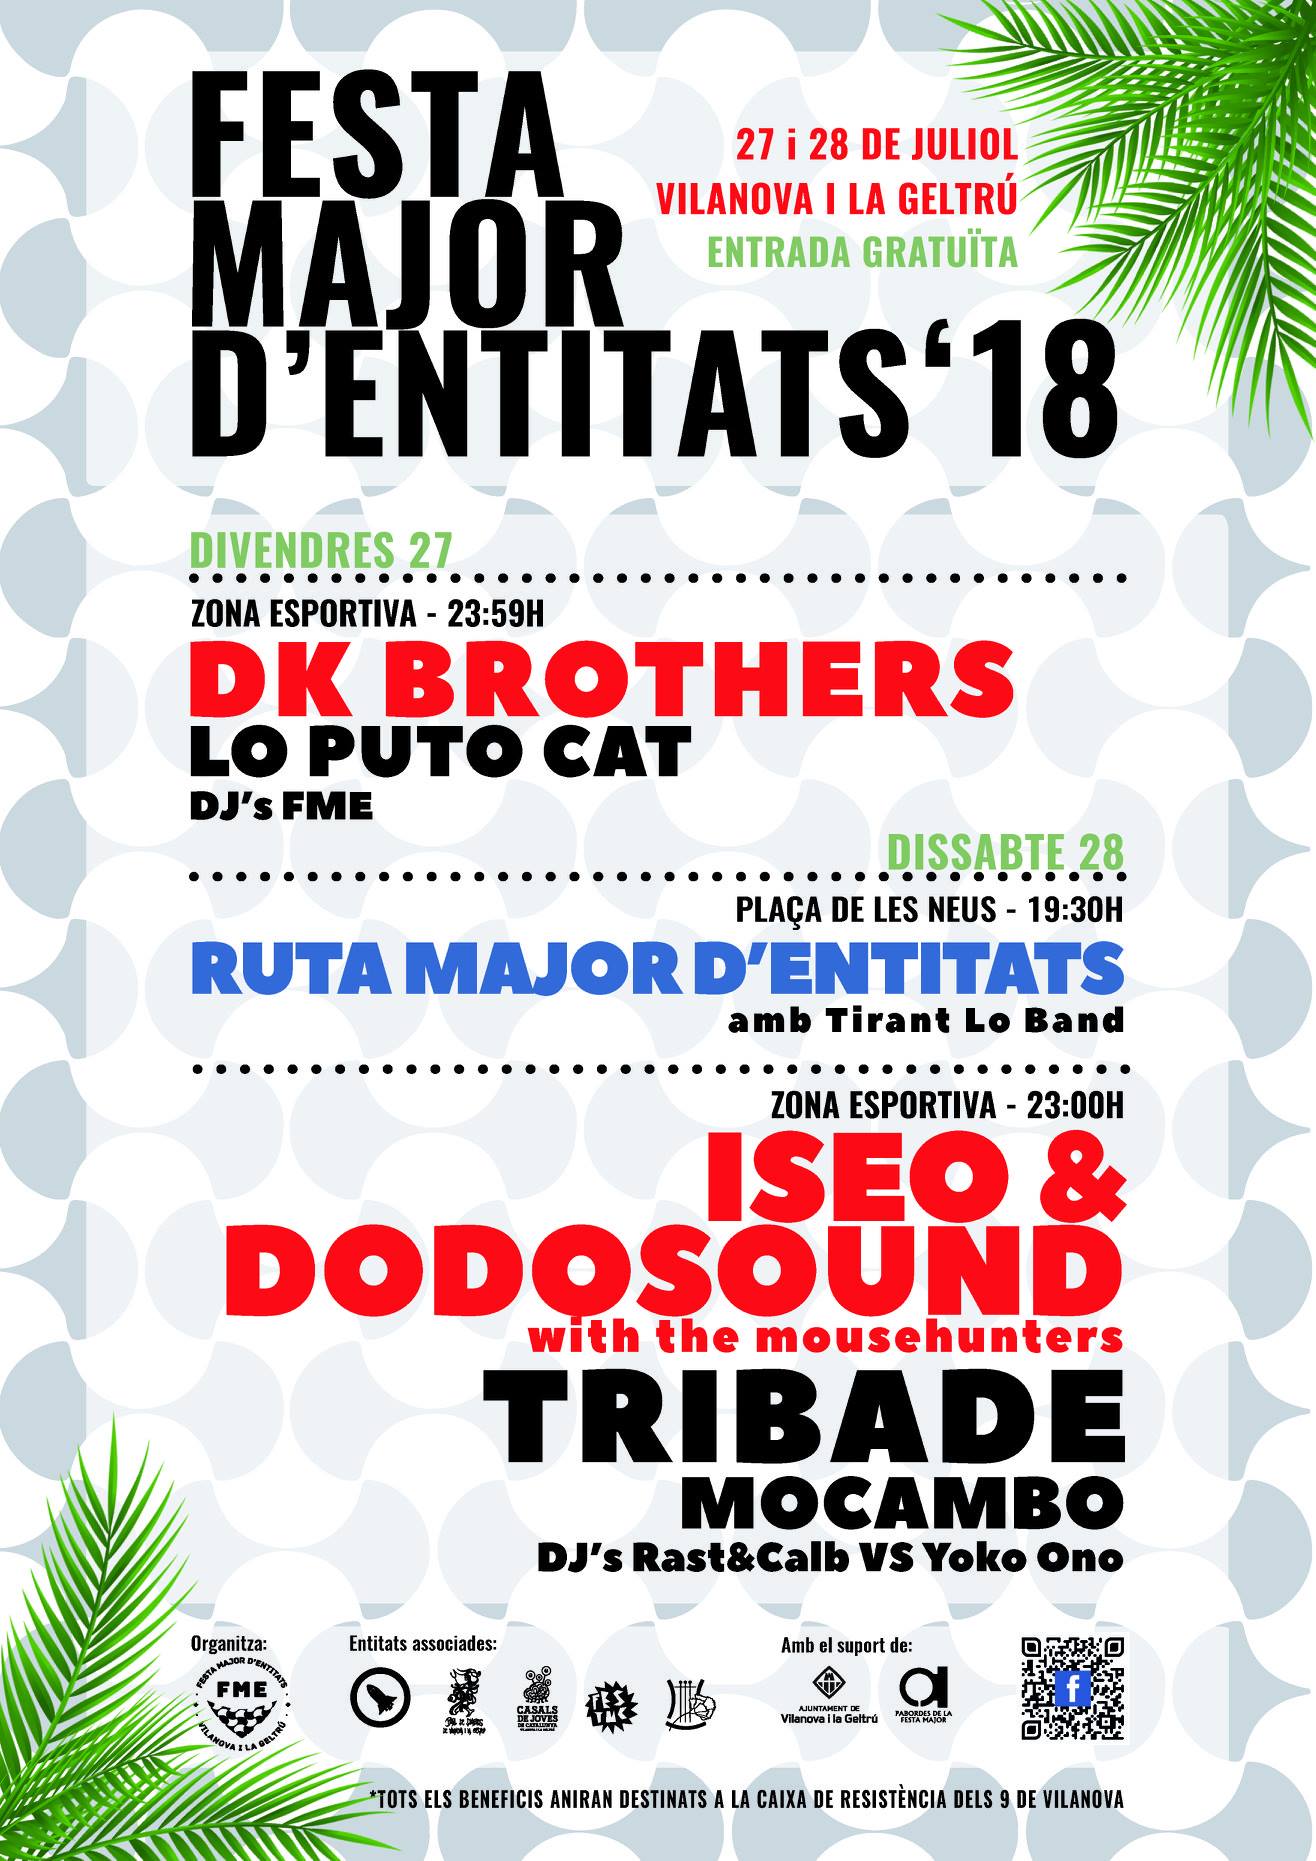 FESTA
MAJOR
D'ENTITATS‘18
27 i 28 DE JULIOL
VILANOVA I LA GELTRÚ
ENTRADA GRATUÏTA
DIVENDRES 27
ZONA ESPORTIVA - 23:59H
DK BROTHERS
LO PUTO CAT
DJ's FME
DISSABTE 28
PLAÇA DE LES NEUS - 19:30H
RUTA MAJOR D'ENTITATS
amb Tirant Lo Band
ZONA ESPORTIVA - 23:00H
ISEO &
DODOSOUND
with the mousehunters
TRIBADE
MOCAMBO
DJ's Rast&Calb VS Yoko Ono
Organitza:
FESTA MAJOR D'ENTITATS
FME
VILANOVA I LA GELTRÚ
Entitats associades:
CASALS
DE JOVES
DE CATALUNYA
VILANOVA I LA GELTRÚ
Amb el suport de:
AJUNTAMENT DE
Vilanova i la Geltrú
PABORDES DE LA
FESTA MAJOR
f
*TOTS ELS BENEFICIS ANIRAN DESTINATS A LA CAIXA DE RESISTÈNCIA DELS 9 DE VILANOVA